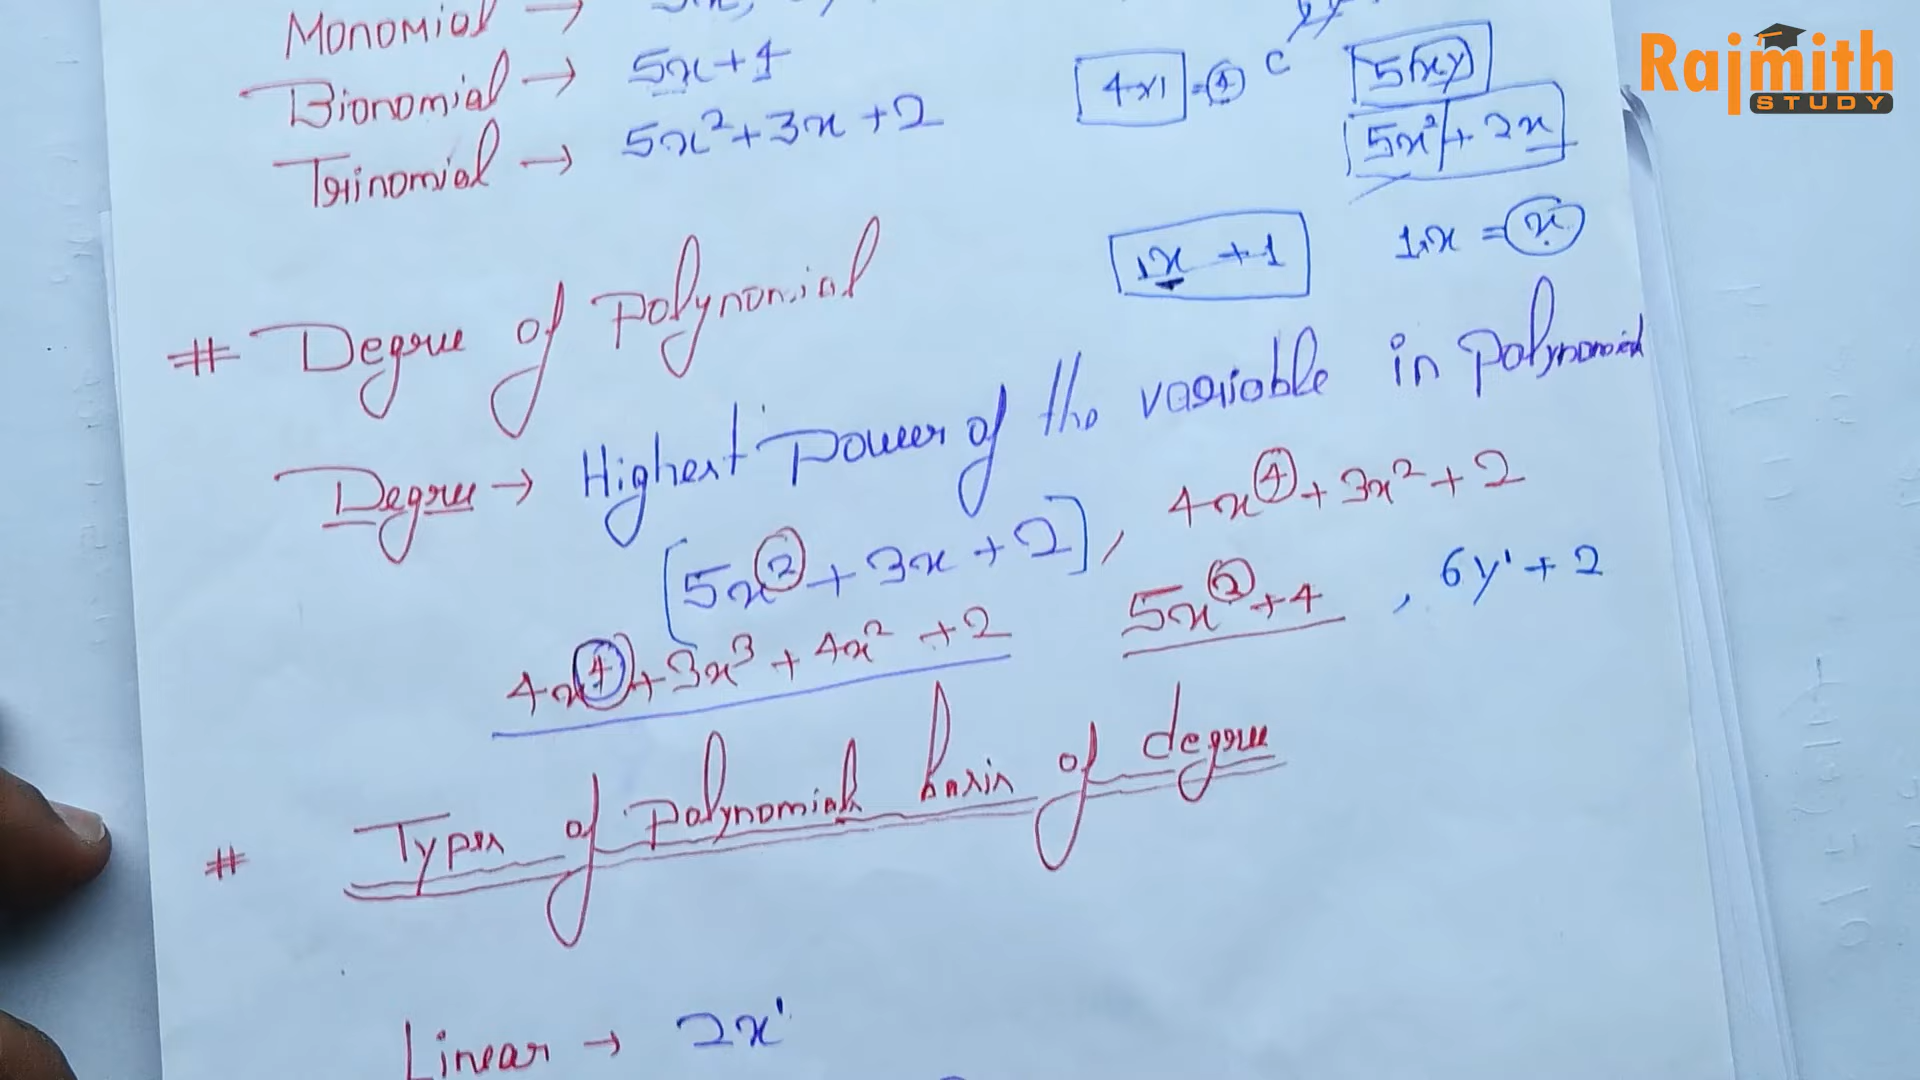 Monomial →
Bionomial → 5x+4
Trinomial → 5x²+3x+2
4x1 = 4 C
5(xy)
5x²+2x
1x + 1
1.x = x
# Degree of Polynomial
Degree → Highest Power of the variable in Polynomial
[5x²+3x+2], 4x⁴+3x²+2
4x⁴+3x³+4x²+2 5x²+4, 6y¹+2
# Types of Polynomials basis of degree
Linear → 2x¹
Rajmith
STUDY